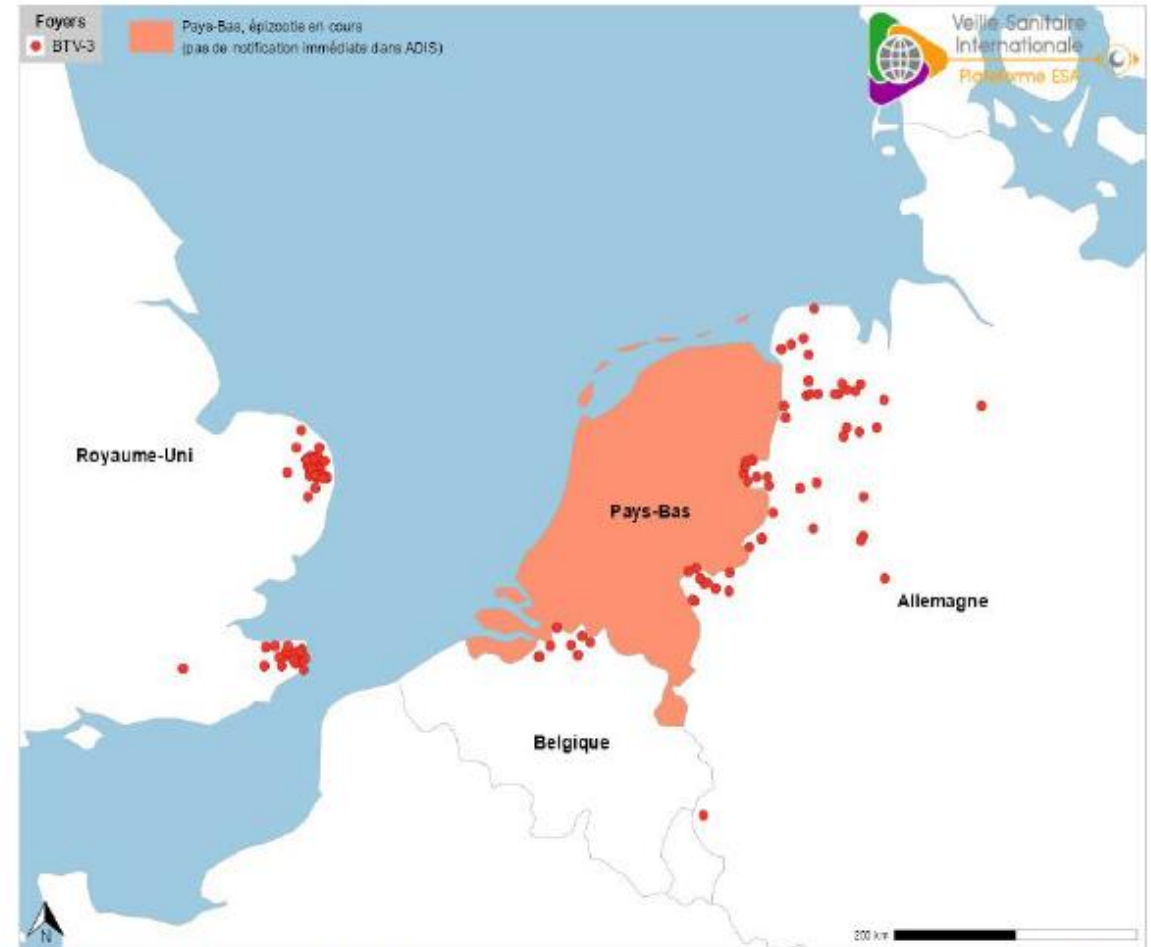 Foyers
BTV-3
Pays-Bas, épizootie en cours
(pas de notification immédiate dans ADIS)
Veille Sanitaire
Internationale
Plateforme ESA
Royaume-Uni
Pays-Bas
Allemagne
Belgique
N
200 km